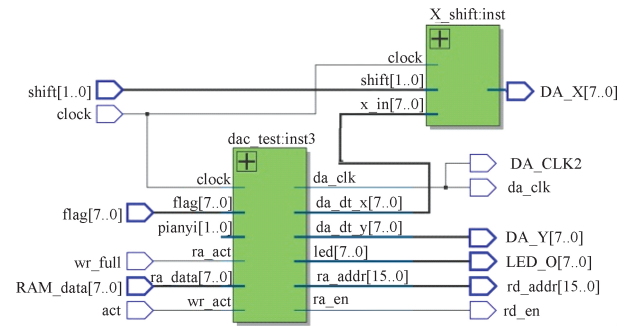 X_shift:inst
clock
shift[1..0]
x_in[7..0]
DA_X[7..0]
shift[1..0]
clock
dac_test:inst3
clock
flag[7..0]
pianyi[1..0]
ra_act
ra_data[7..0]
wr_act
da_clk
da_dt_x[7..0]
da_dt_y[7..0]
led[7..0]
ra_addr[15..0]
ra_en
flag[7..0]
wr_full
RAM_data[7..0]
act
DA_CLK2
da_clk
DA_Y[7..0]
LED_O[7..0]
rd_addr[15..0]
rd_en